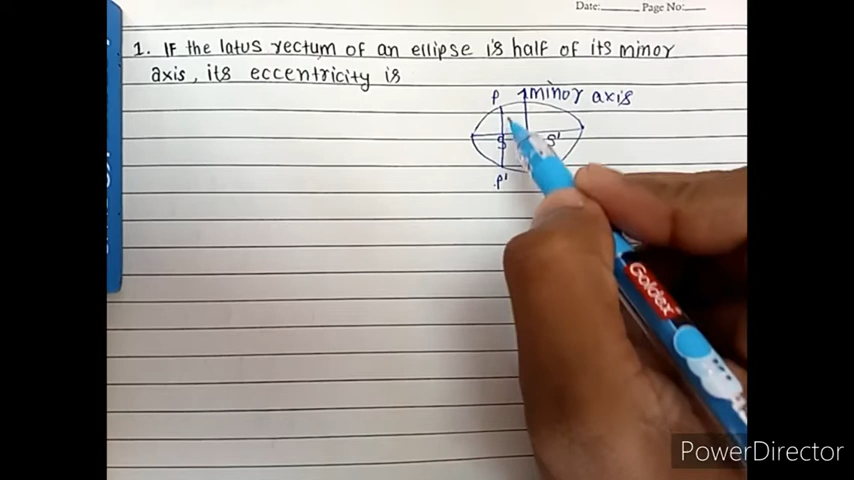 Date:______ Page No:____
1. IF the latus rectum of an ellipse is half of its minor
axis, its eccentricity is
P minor axis
S S'
P'
Goldex
PowerDirector